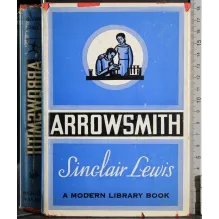 ARROWSMITH
Sinclair Lewis
A MODERN LIBRARY BOOK
ARROWSMITH